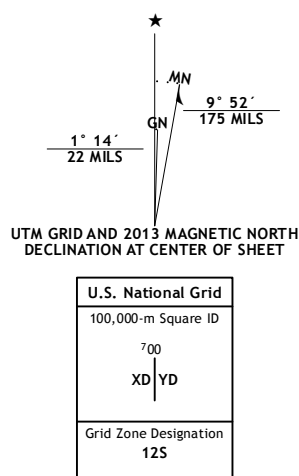 ★
MN
GN
9° 52´
175 MILS
1° 14´
22 MILS
UTM GRID AND 2013 MAGNETIC NORTH
DECLINATION AT CENTER OF SHEET
U.S. National Grid
100,000-m Square ID
⁷00
XD YD
Grid Zone Designation
12S